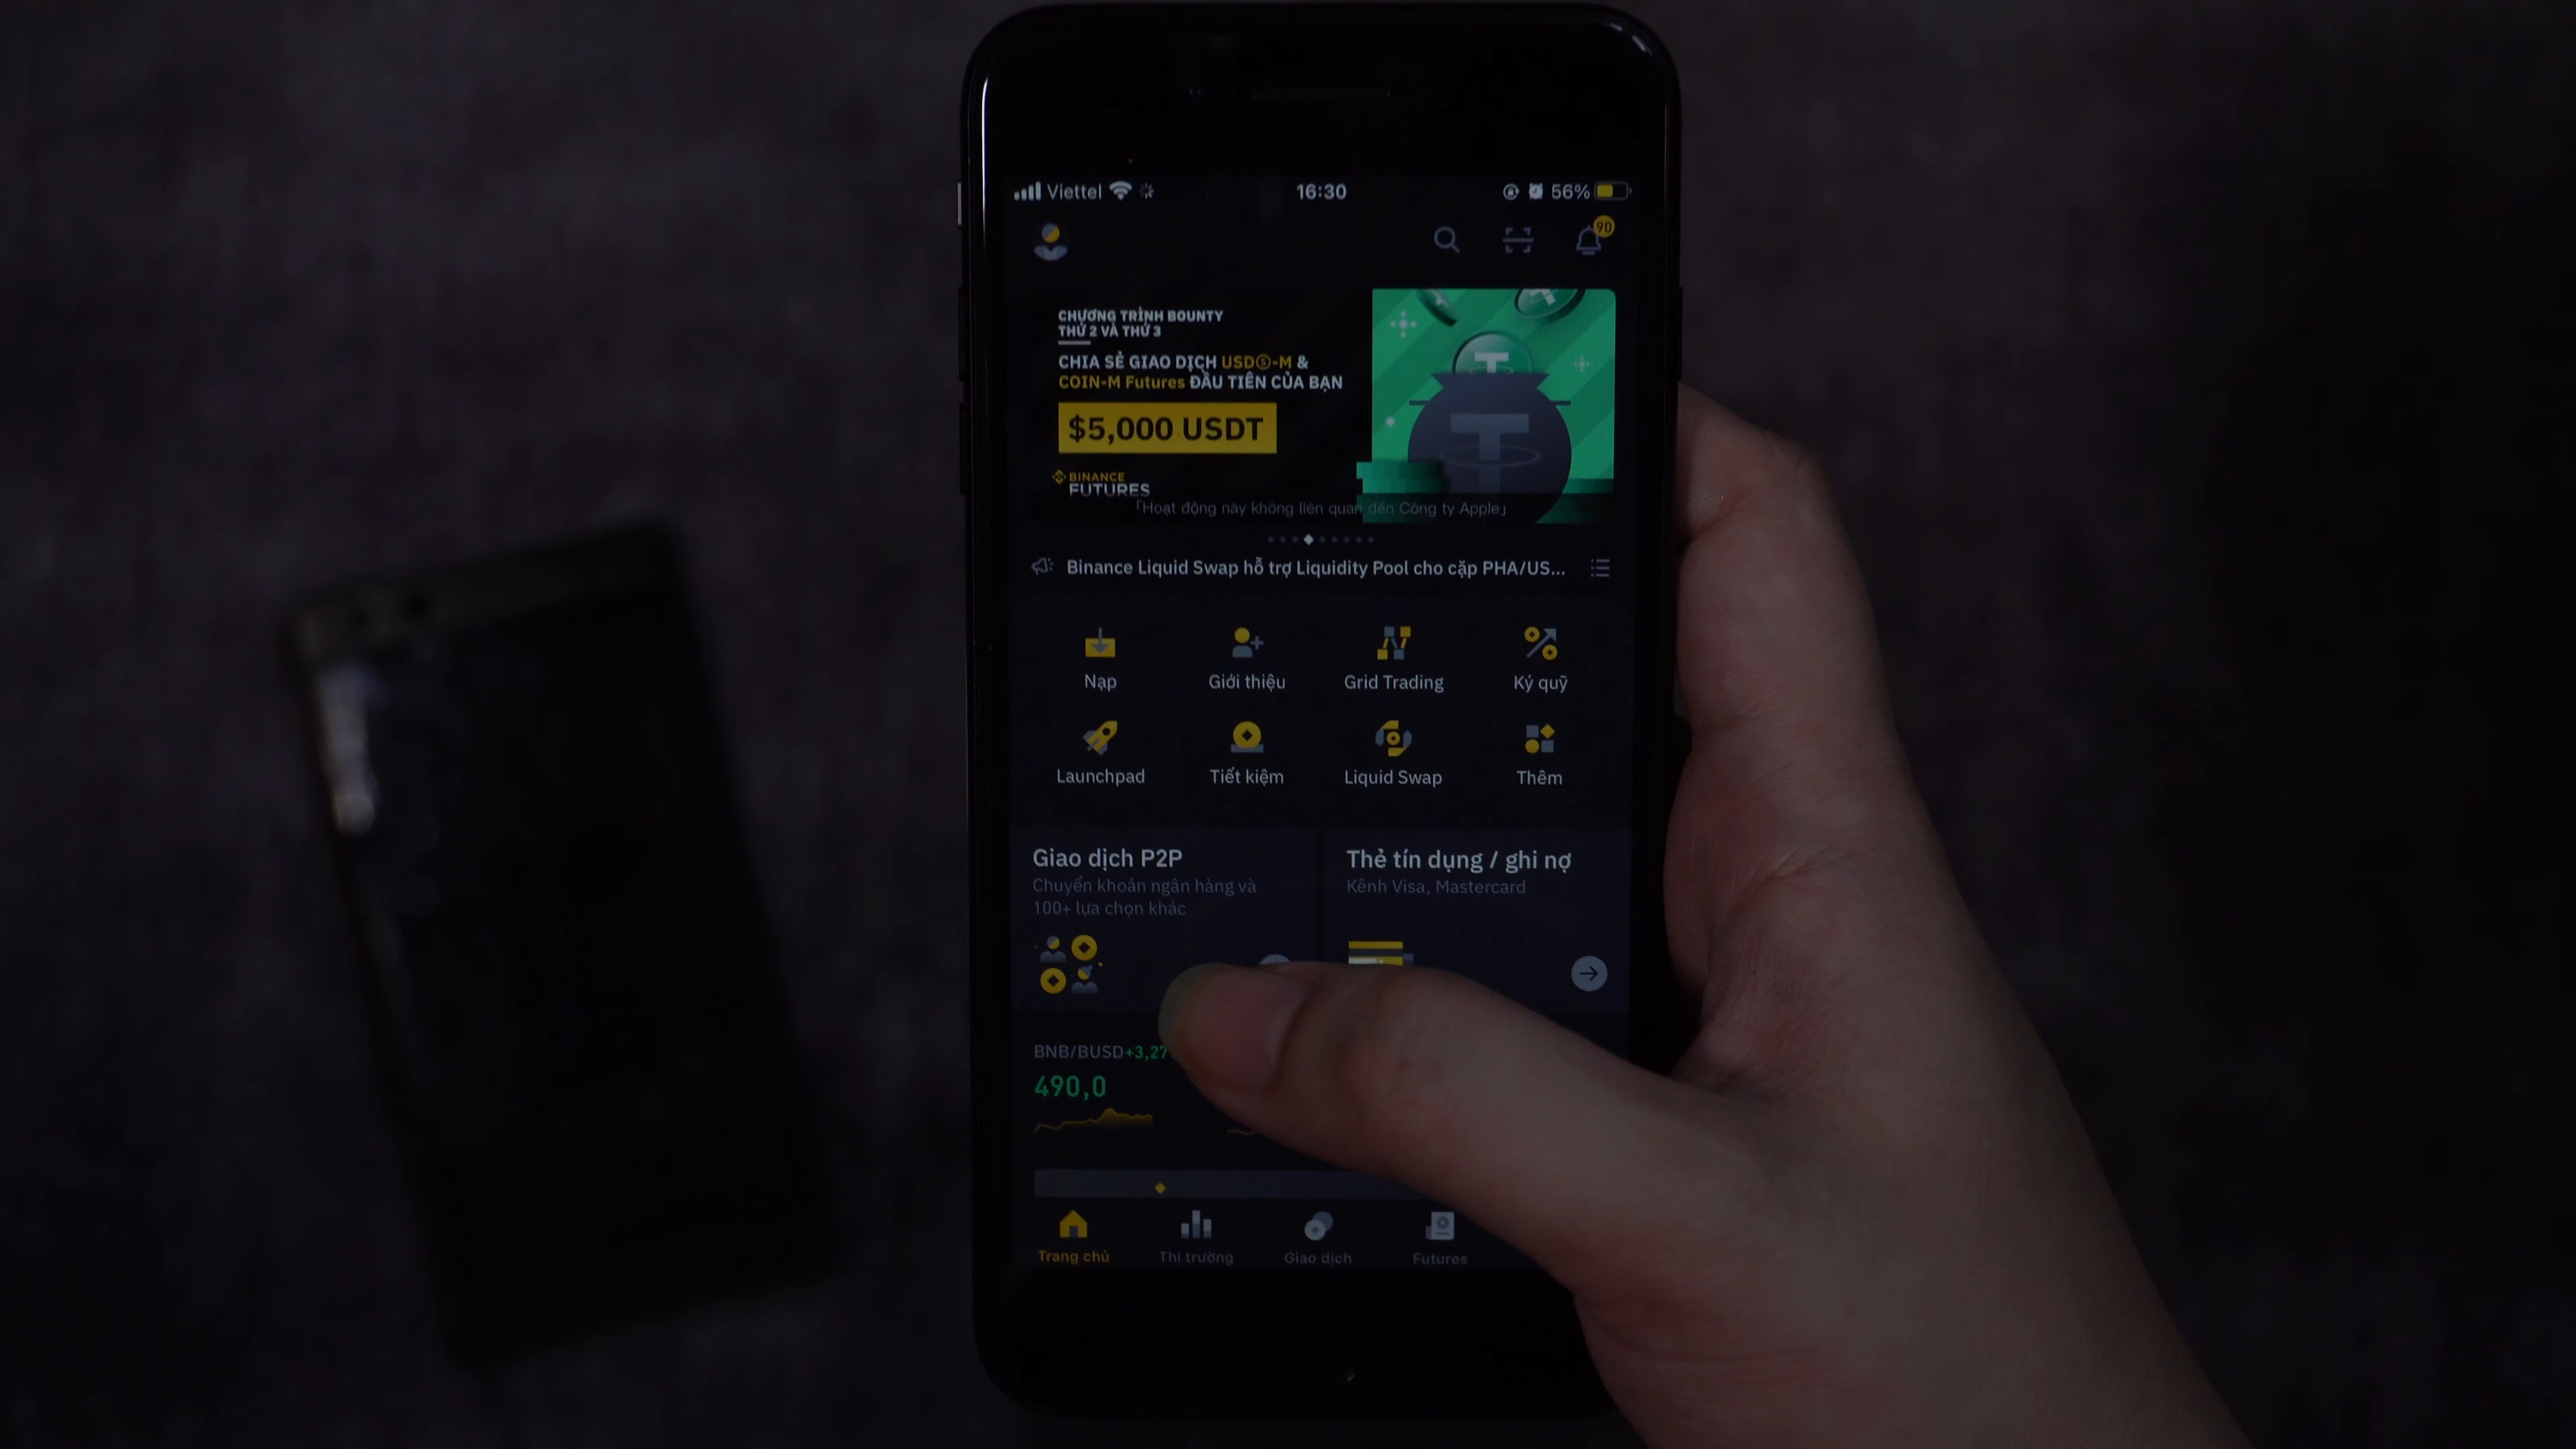 Viettel
16:30
56%
90
CHƯƠNG TRÌNH BOUNTY
THỨ 2 VÀ THỨ 3
CHIA SẺ GIAO DỊCH USDⓈ-M &
COIN-M Futures ĐẦU TIÊN CỦA BẠN
$5,000 USDT
BINANCE
FUTURES
「Hoạt động này không liên quan đến Công ty Apple」
Binance Liquid Swap hỗ trợ Liquidity Pool cho cặp PHA/US...
Nạp
Giới thiệu
Grid Trading
Ký quỹ
Launchpad
Tiết kiệm
Liquid Swap
Thêm
Giao dịch P2P
Chuyển khoản ngân hàng và
100+ lựa chọn khác
Thẻ tín dụng / ghi nợ
Kênh Visa, Mastercard
BNB/BUSD +3,27
490,0
Trang chủ
Thị trường
Giao dịch
Futures